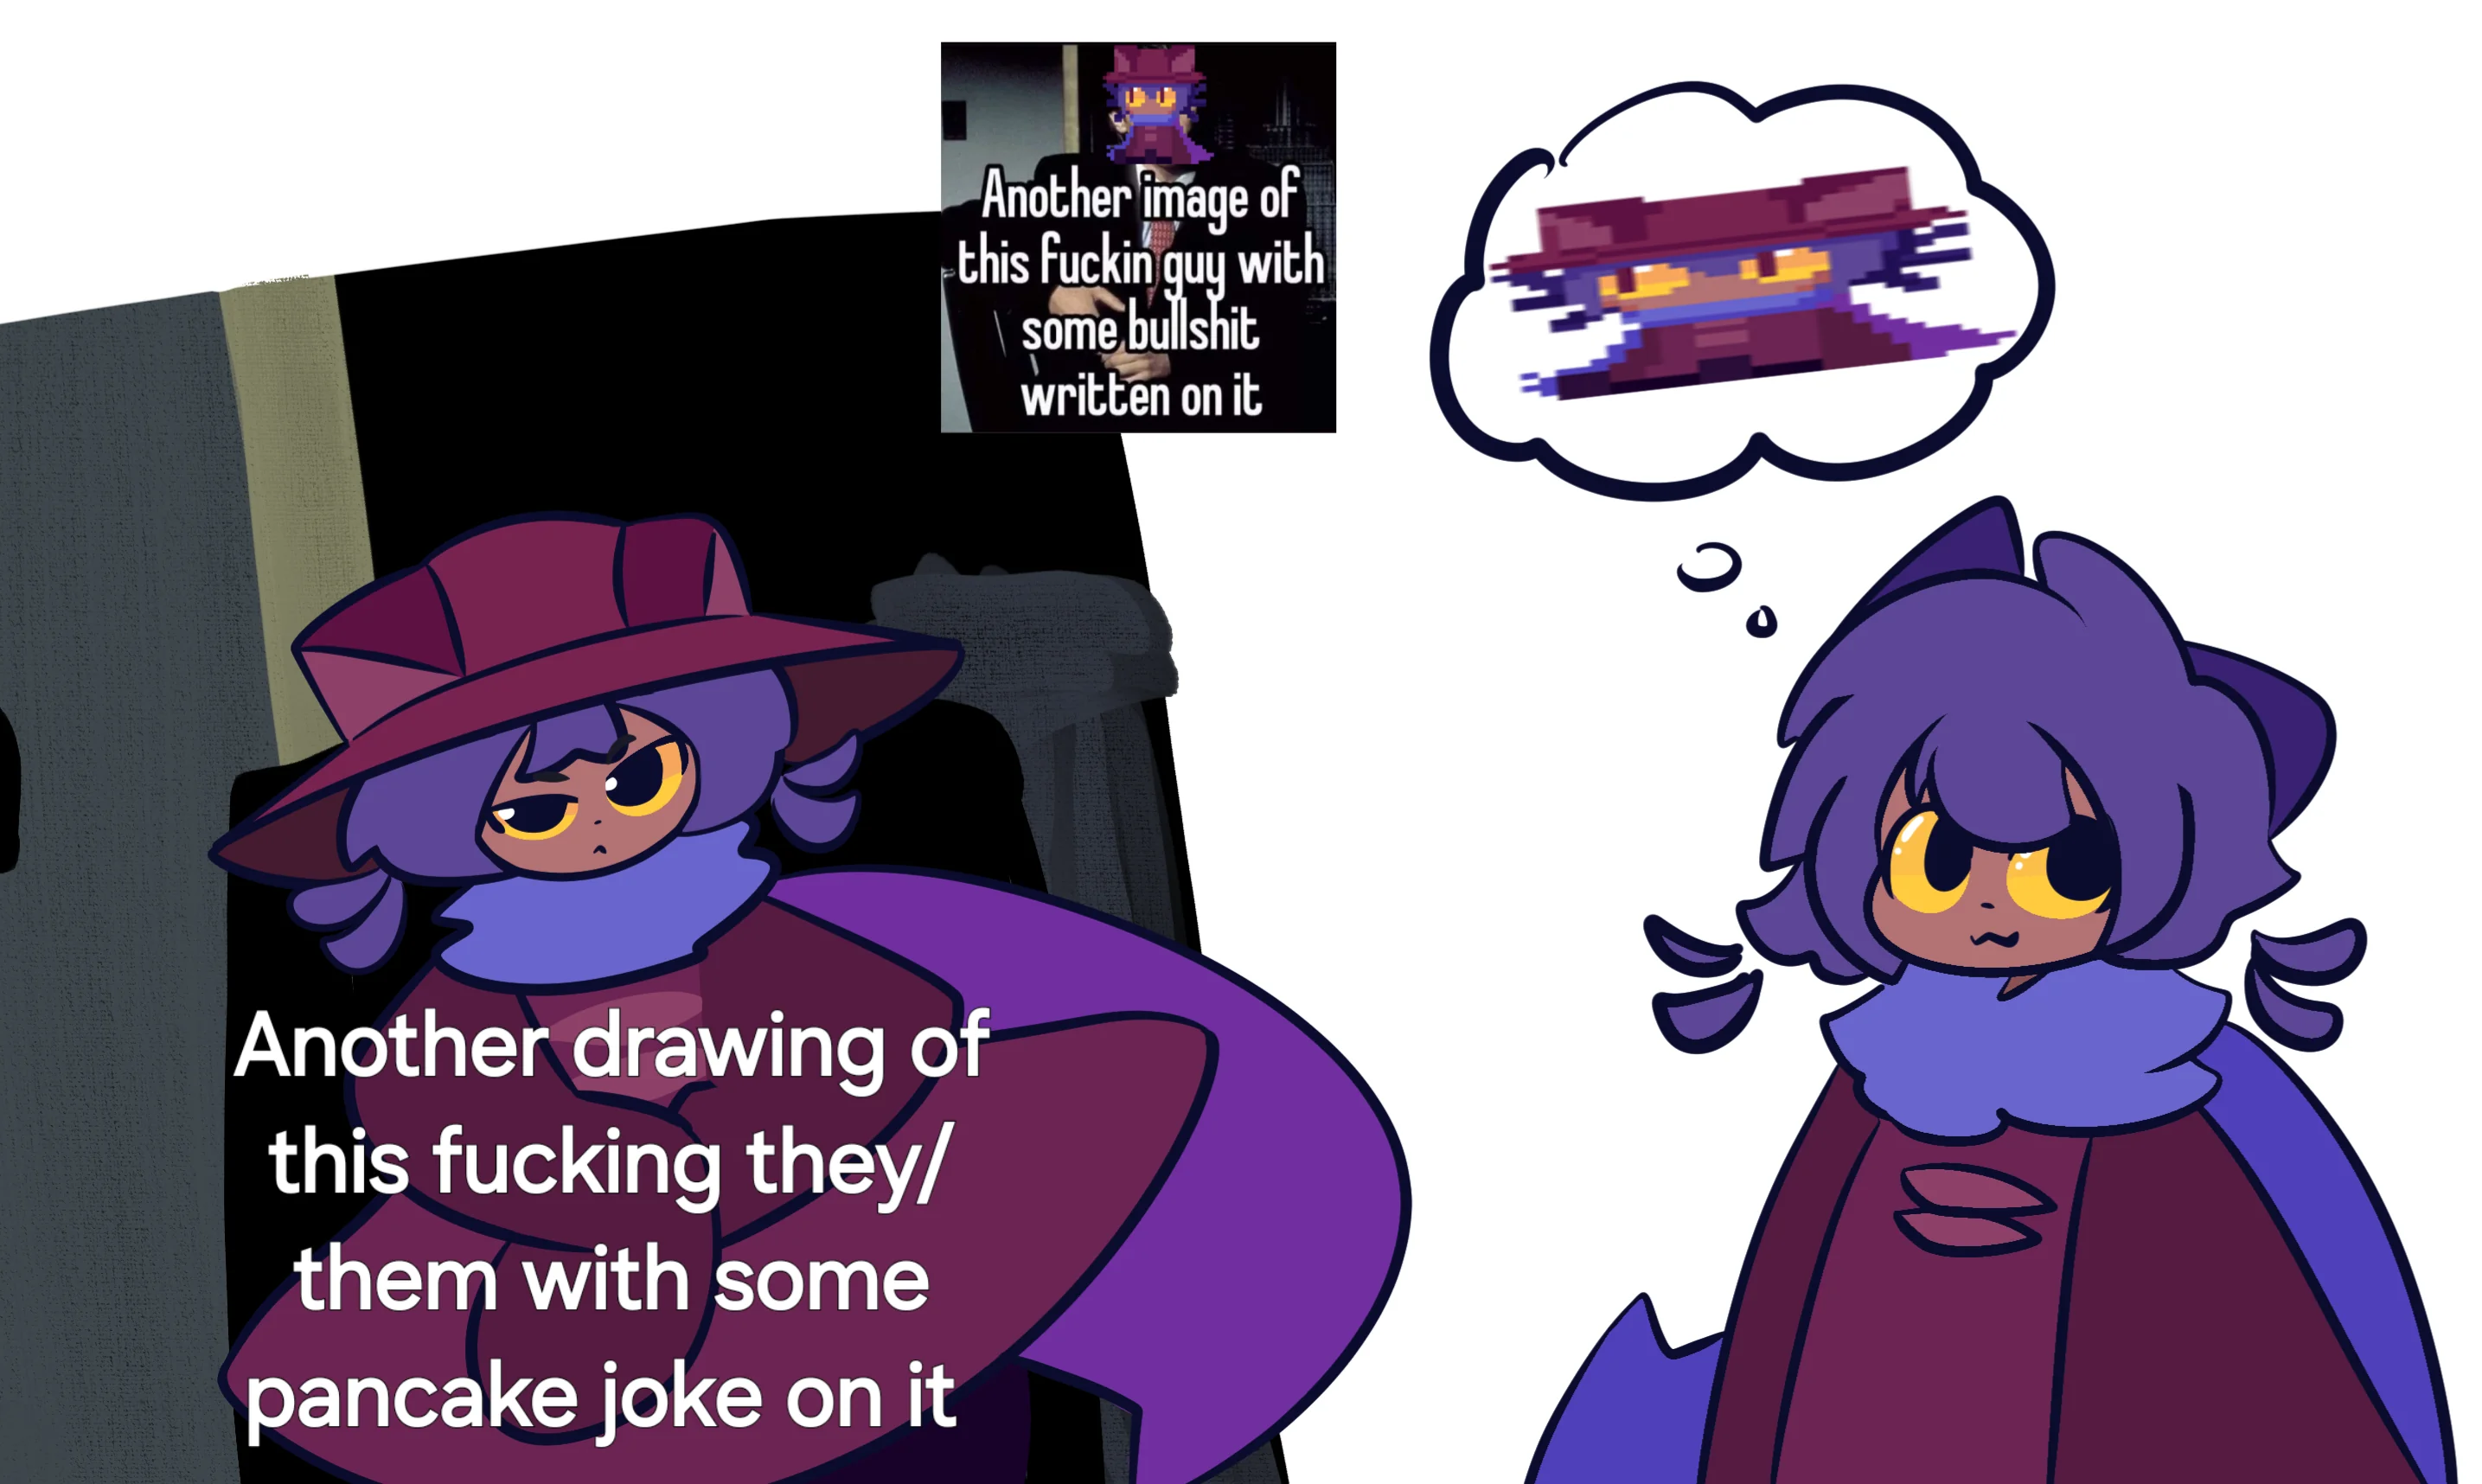 Another image of
this fuckin guy with
some bullshit
written on it
Another drawing of
this fucking they/
them with some
pancake joke on it